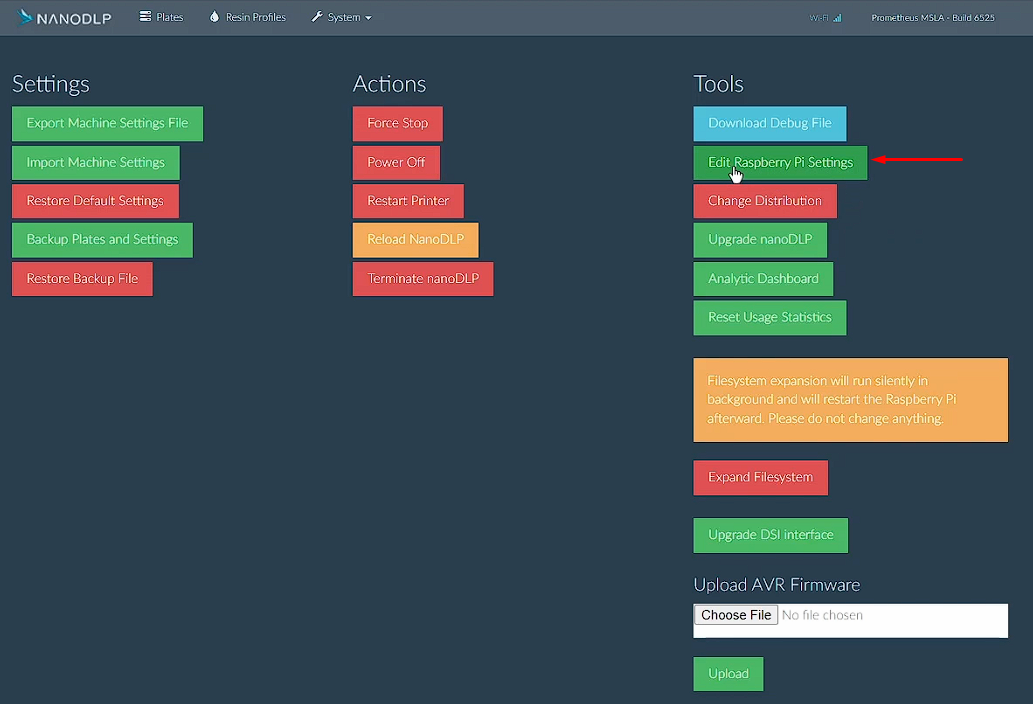 NANODLP
Plates
Resin Profiles
System
Wi-Fi
Prometheus MSLA - Build 6525
Settings
Export Machine Settings File
Import Machine Settings
Restore Default Settings
Backup Plates and Settings
Restore Backup File
Actions
Force Stop
Power Off
Restart Printer
Reload NanoDLP
Terminate nanoDLP
Tools
Download Debug File
Edit Raspberry Pi Settings
Change Distribution
Upgrade nanoDLP
Analytic Dashboard
Reset Usage Statistics
Filesystem expansion will run silently in
background and will restart the Raspberry Pi
afterward. Please do not change anything.
Expand Filesystem
Upgrade DSI interface
Upload AVR Firmware
Choose File No file chosen
Upload